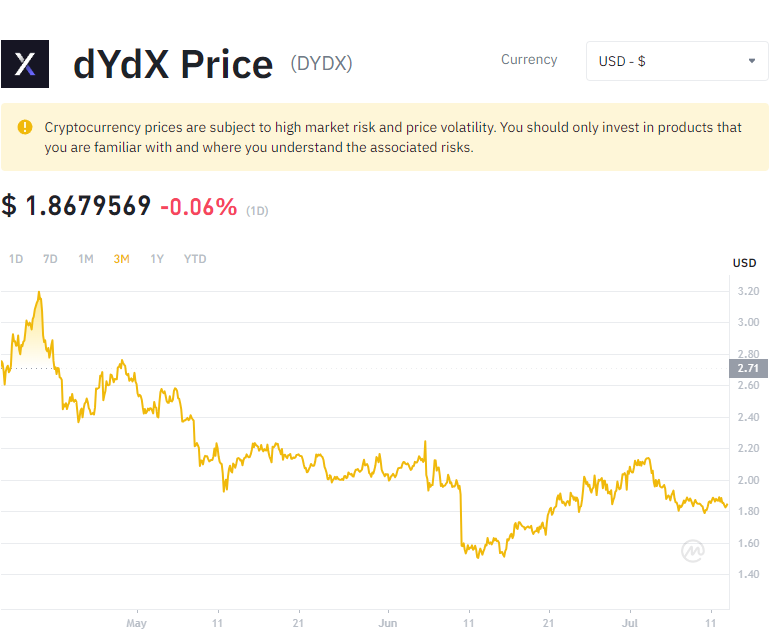 dYdX Price (DYDX)
Currency
USD - $
Cryptocurrency prices are subject to high market risk and price volatility. You should only invest in products that
you are familiar with and where you understand the associated risks.
$ 1.8679569 -0.06% (1D)
1D 7D 1M 3M 1Y YTD
USD
3.20
3.00
2.80
2.71
2.60
2.40
2.20
2.00
1.80
1.60
1.40
May 11 21 Jun 11 21 Jul 11